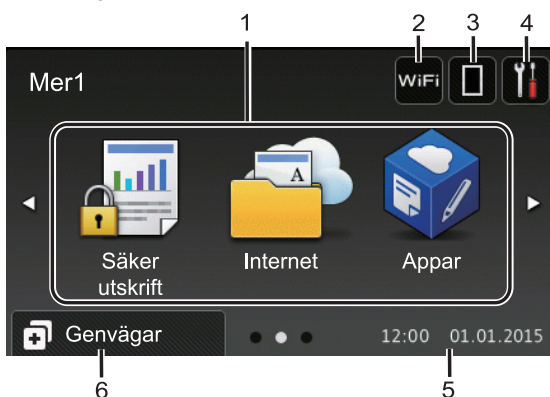 1 2 3 4
Mer1 WiFi
A
Säker
utskrift
Internet
Appar
Genvägar 12:00 01.01.2015
6 5